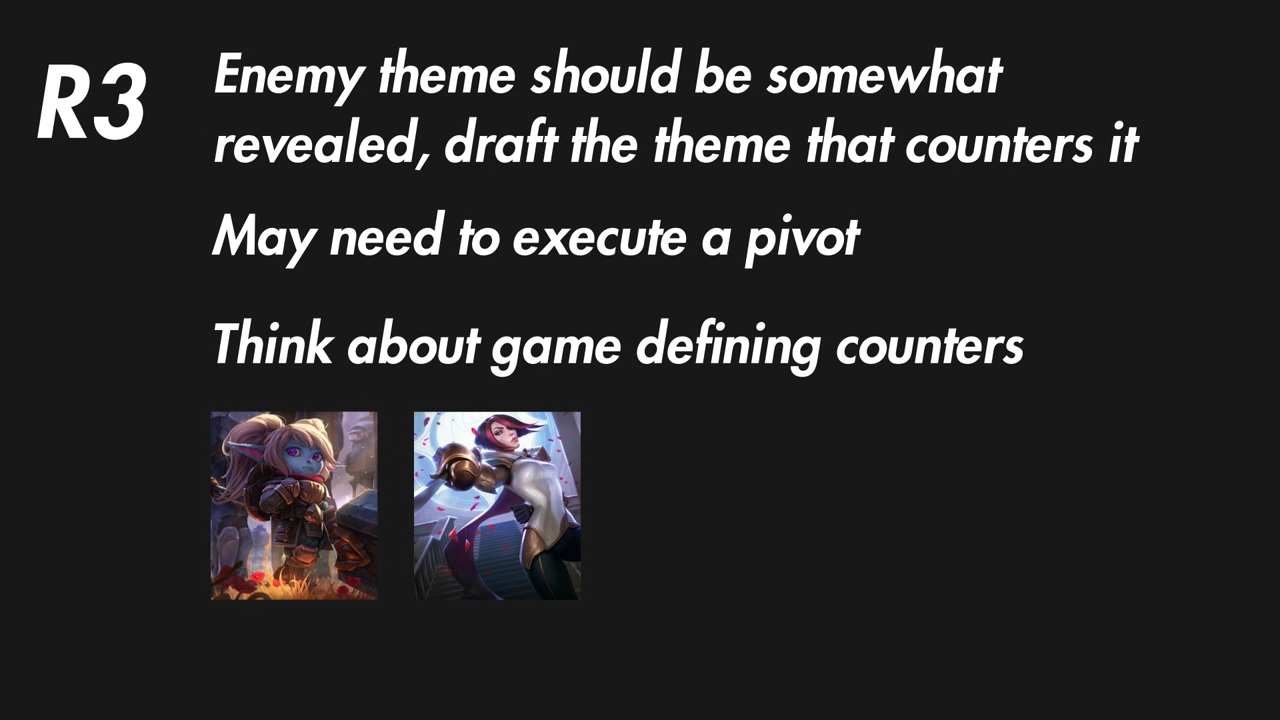 R3
Enemy theme should be somewhat
revealed, draft the theme that counters it
May need to execute a pivot
Think about game defining counters